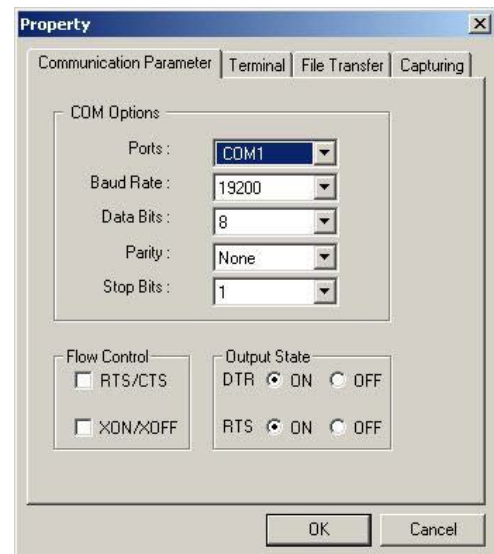 Property
Communication Parameter Terminal File Transfer Capturing
COM Options
Ports : COM1
Baud Rate : 19200
Data Bits : 8
Parity : None
Stop Bits : 1
Flow Control
RTS/CTS
XON/XOFF
Output State
DTR ON OFF
RTS ON OFF
OK Cancel